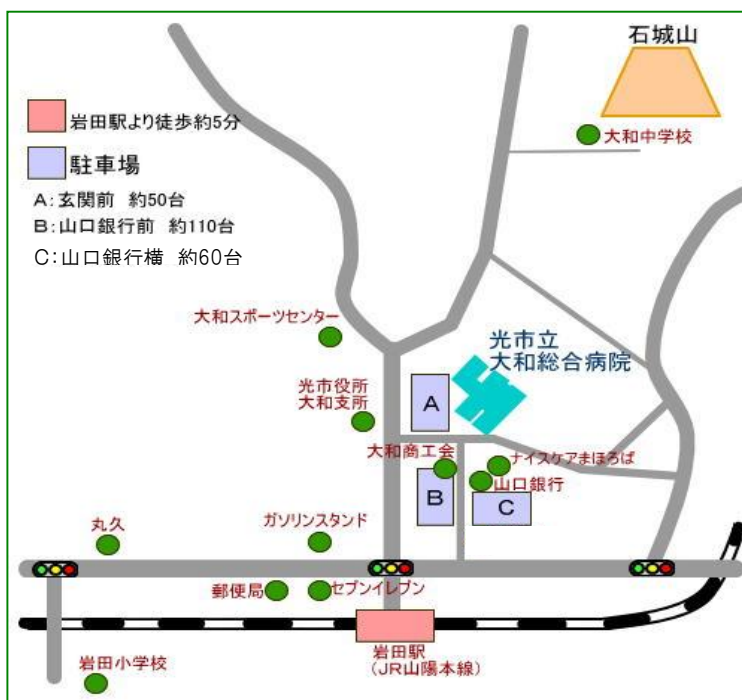 石城山
大和中学校
岩田駅より徒歩約5分
駐車場
A:玄関前 約50台
B:山口銀行前 約110台
C:山口銀行横 約60台
大和スポーツセンター
光市立
大和総合病院
光市役所
大和支所
A
大和商工会
ナイスケアまほろば
山口銀行
B
C
丸久
ガソリンスタンド
郵便局
セブンイレブン
岩田駅
(JR山陽本線)
岩田小学校